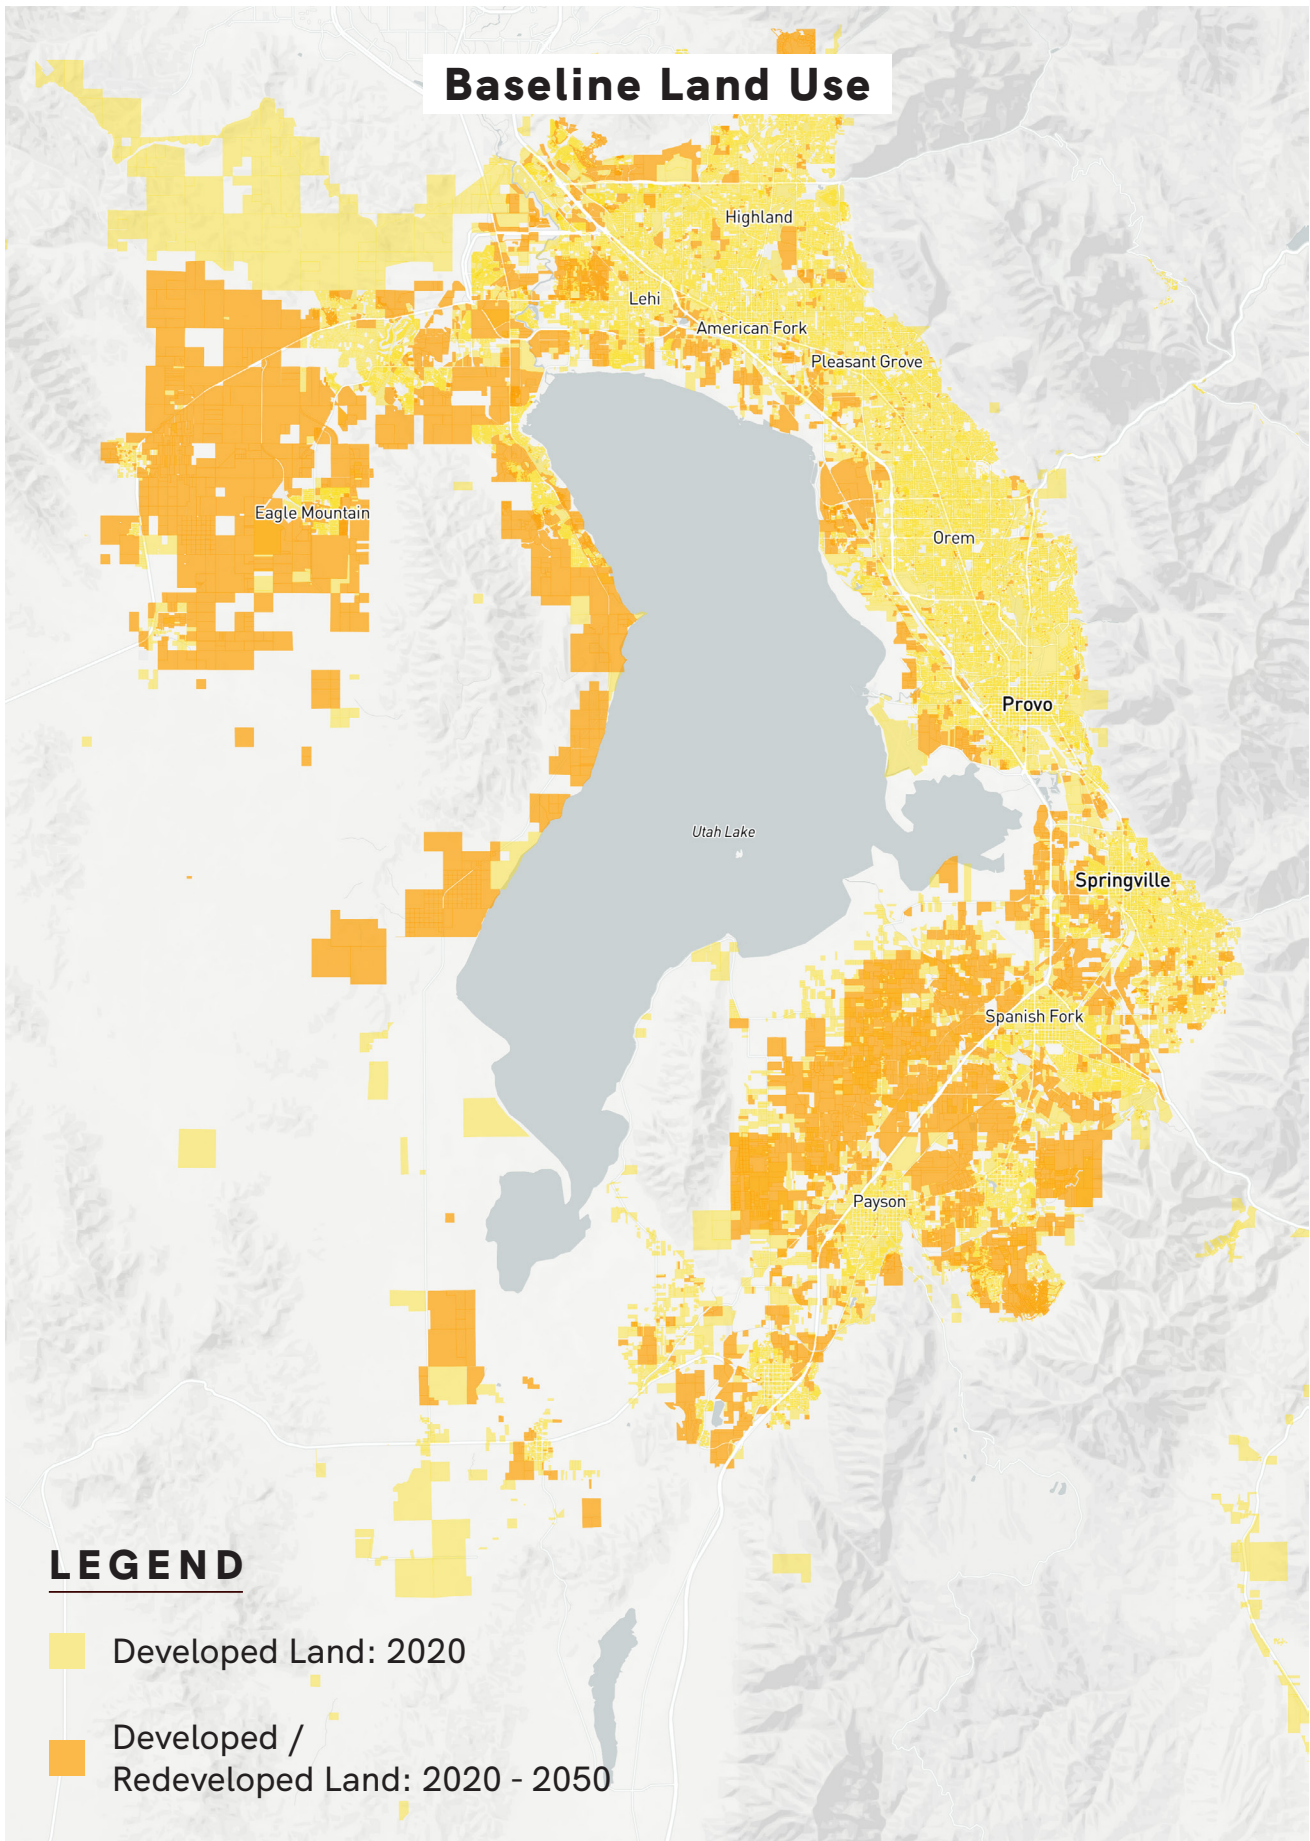 Baseline Land Use
Highland
Lehi
American Fork
Pleasant Grove
Eagle Mountain
Orem
Provo
Utah Lake
Springville
Spanish Fork
Payson
LEGEND
Developed Land: 2020
Developed /
Redeveloped Land: 2020 - 2050